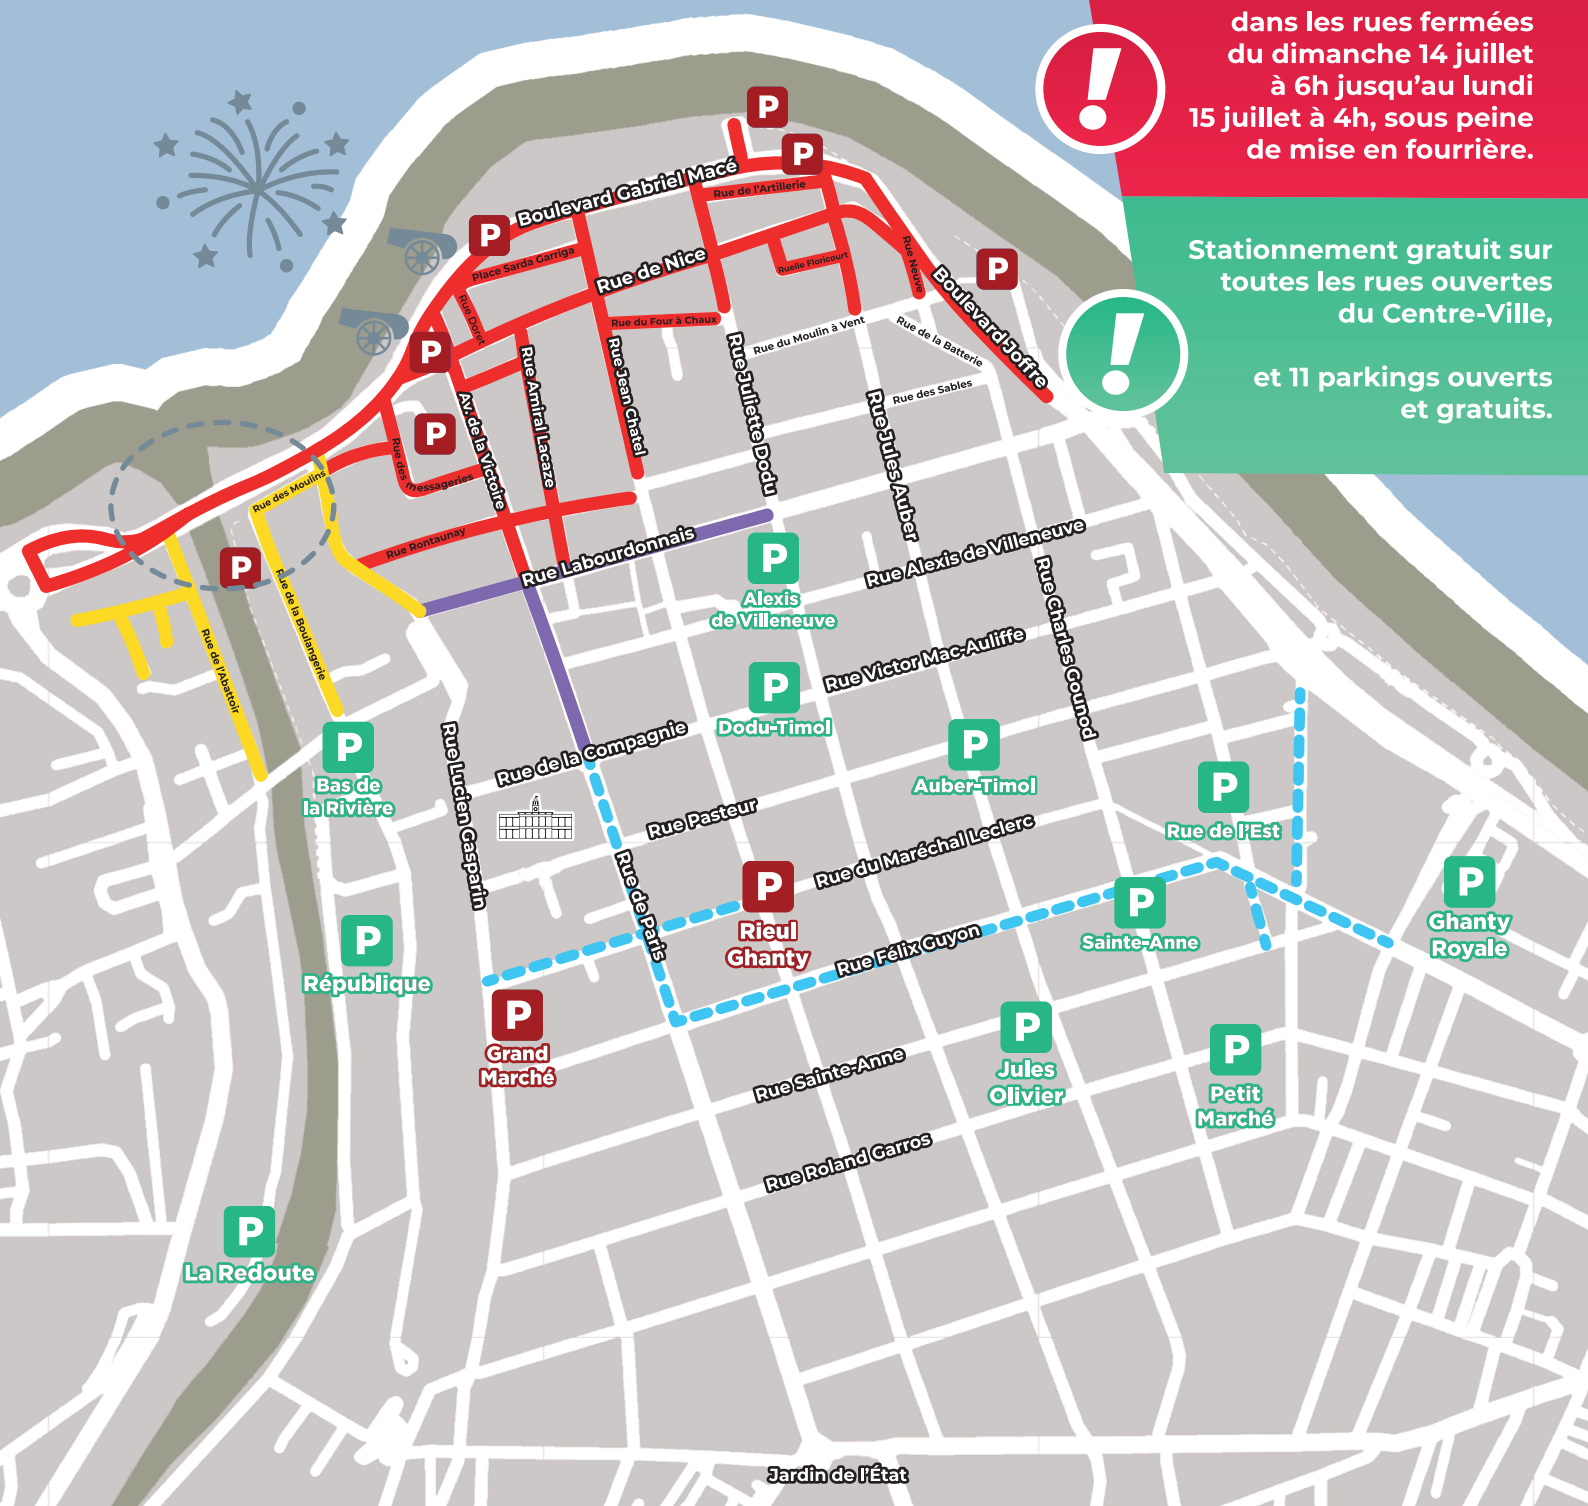 dans les rues fermées
du dimanche 14 juillet
à 6h jusqu'au lundi
15 juillet à 4h, sous peine
de mise en fourrière.
!
Stationnement gratuit sur
toutes les rues ouvertes
du Centre-Ville,
et 11 parkings ouverts
et gratuits.
!
P
P
P
P
P
P
P
Boulevard Gabriel Macé
Rue de l'Artillerie
Place Sarda Garriga
Rue de Nice
Ruelle Floricourt
Rue Neuve
Boulevard Joffre
Rue Doret
Rue du Four à Chaux
Rue du Moulin à Vent
Rue de la Batterie
Rue des Sables
Rue Amiral Lacaze
Rue Jean Chatel
Rue Juliette Dodu
Rue Jules Auber
Av. de la Victoire
Rue des
messageries
Rue des Moulins
Rue Rontaunay
Rue Labourdonnais
Rue Alexis de Villeneuve
P
Alexis
de Villeneuve
Rue de la Boulangerie
Rue de l'Abattoir
Rue Charles Gounod
Rue Victor Mac-Auliffe
P
Dodu-Timol
P
Bas de
la Rivière
Rue Lucien Gasparin
Rue de la Compagnie
P
Auber-Timol
P
Rue de l'Est
Rue Pasteur
Rue du Maréchal Leclerc
Rue de Paris
P
Rieul
Ghanty
P
Sainte-Anne
P
Ghanty
Royale
P
République
Rue Félix Guyon
P
Grand
Marché
P
Jules
Olivier
P
Petit
Marché
Rue Sainte-Anne
Rue Roland Garros
P
La Redoute
Jardin de l'État